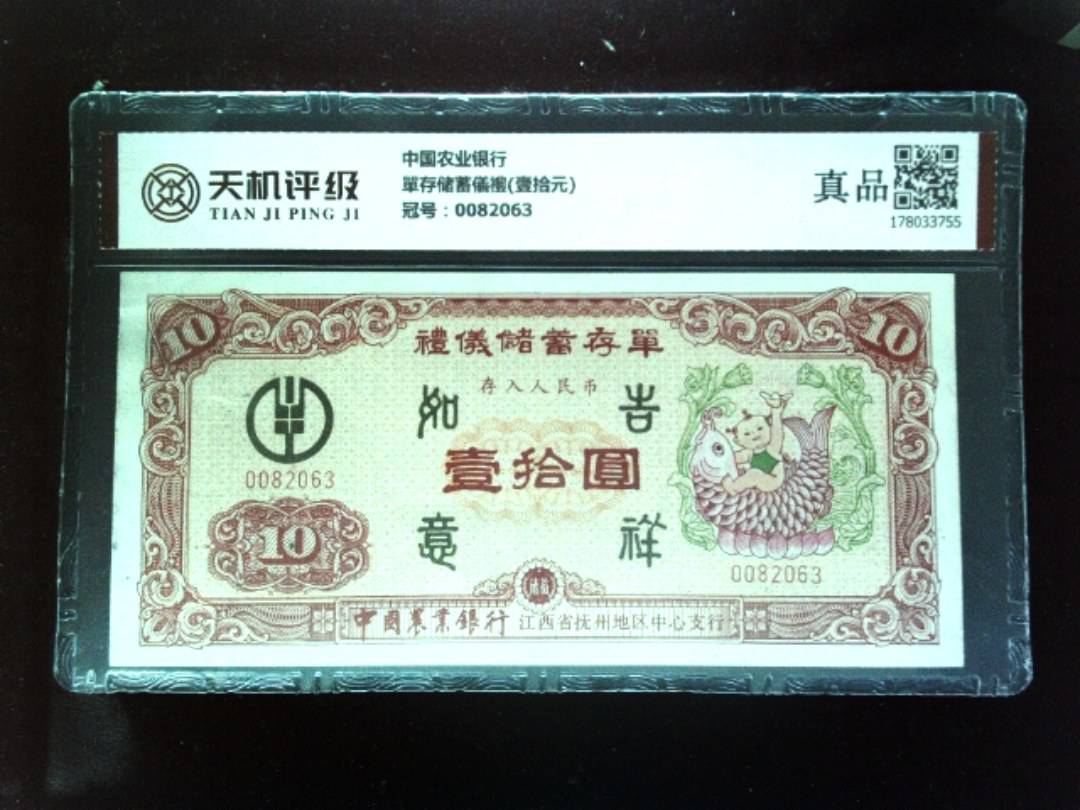 天机评级
TIAN JI PING JI
中国农业银行
單存储蓄儀禮(壹拾元)
冠号：0082063
真品
178033755
10
10
禮儀儲蓄存單
存入人民币
如 吉
0082063
壹拾圓
10
意 祥
0082063
中國農業銀行 江西省抚州地区中心支行